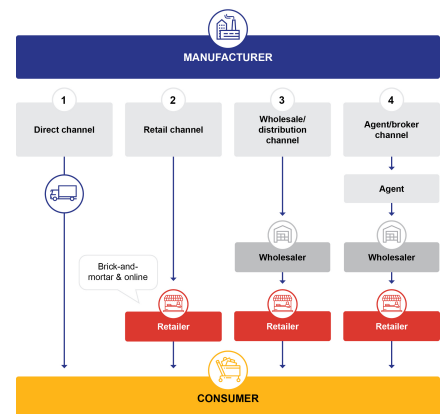 MANUFACTURER
1
Direct channel
2
Retail channel
3
Wholesale/
distribution
channel
4
Agent/broker
channel
Agent
Wholesaler
Wholesaler
Brick-and-
mortar & online
Retailer
Retailer
Retailer
CONSUMER